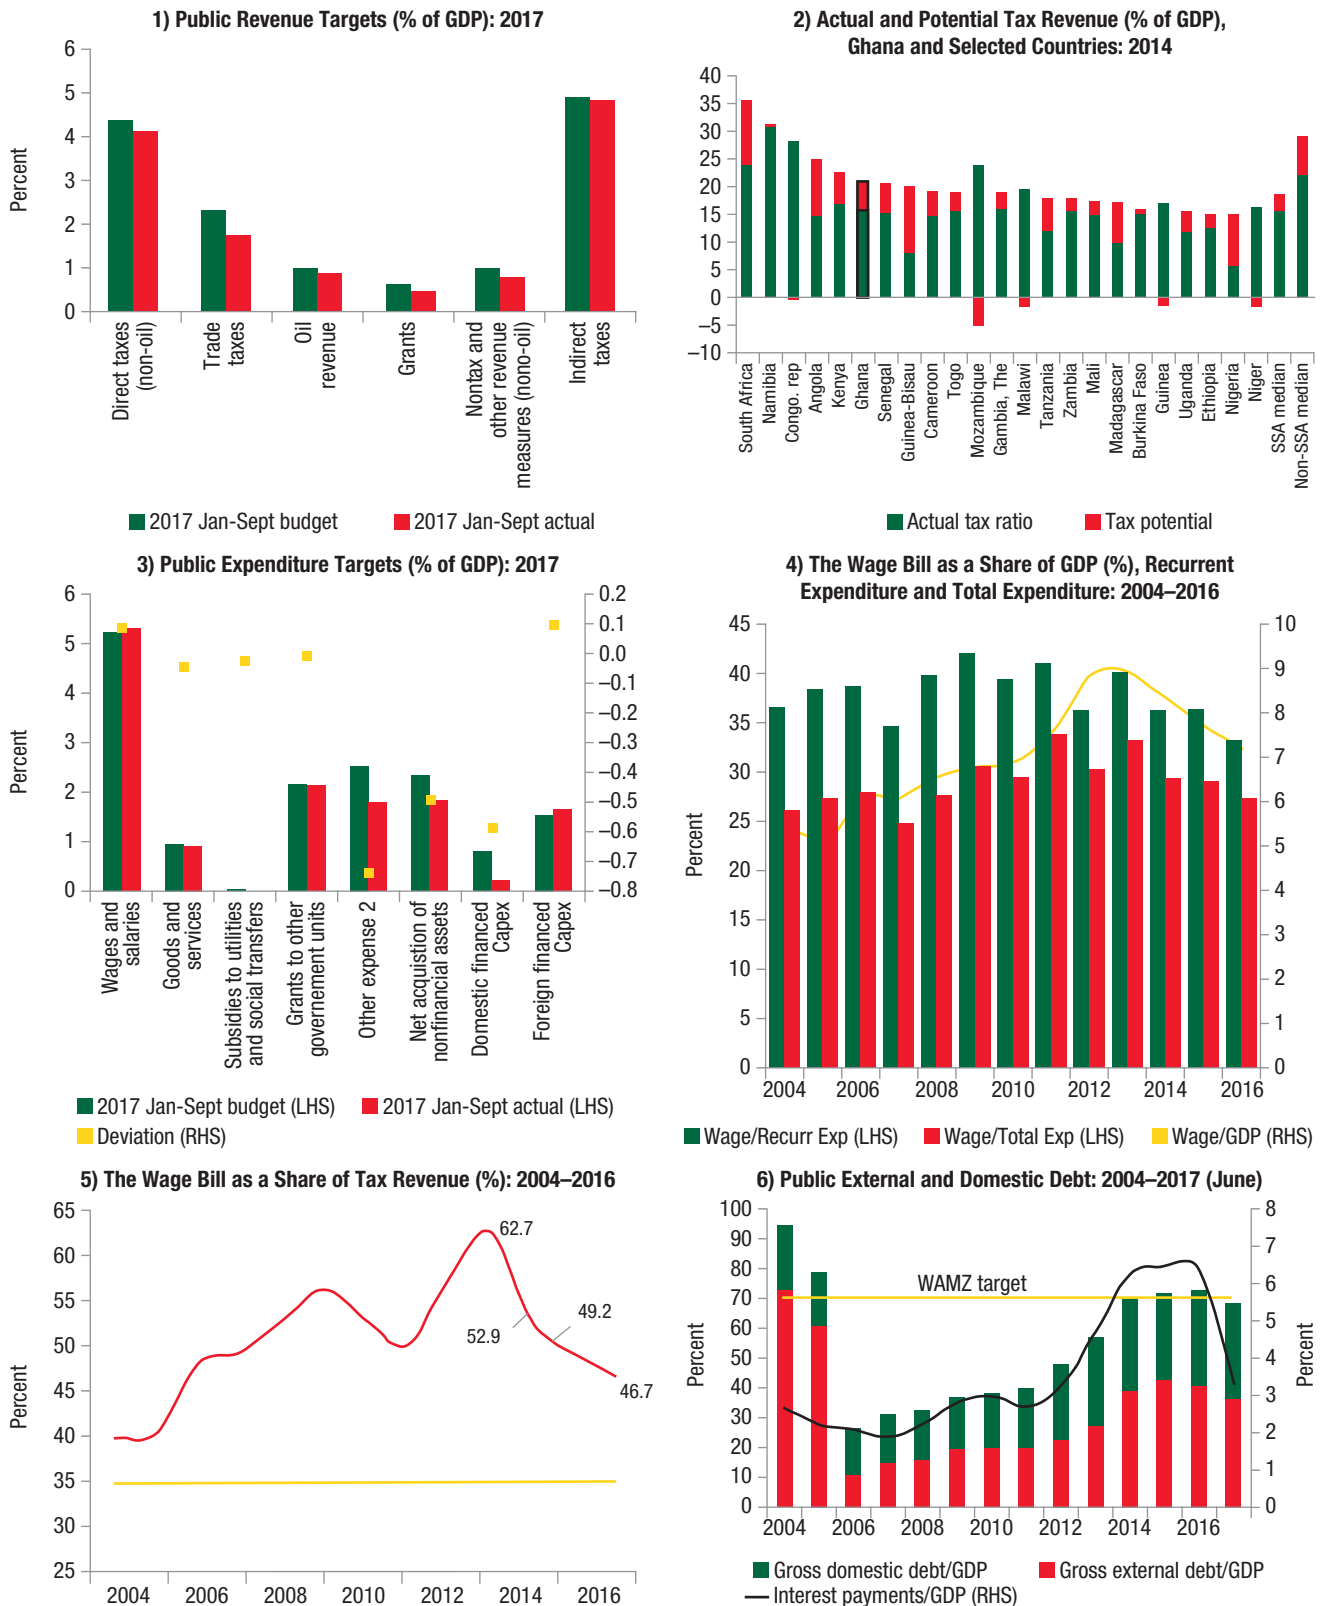 1) Public Revenue Targets (% of GDP): 2017
6
5
4
3
2
1
0
Percent
Direct taxes
(non-oil)
Trade
taxes
Oil
revenue
Grants
Nontax and
other revenue
measures (nono-oil)
Indirect
taxes
2017 Jan-Sept budget
2017 Jan-Sept actual
2) Actual and Potential Tax Revenue (% of GDP),
Ghana and Selected Countries: 2014
40
35
30
25
20
15
10
5
0
–5
–10
South Africa
Namibia
Congo. rep
Angola
Kenya
Ghana
Senegal
Guinea-Bisau
Cameroon
Togo
Mozambique
Gambia, The
Malawi
Tanzania
Zambia
Mali
Madagascar
Burkina Faso
Guinea
Uganda
Ethiopia
Nigeria
Niger
SSA median
Non-SSA median
Actual tax ratio
Tax potential
3) Public Expenditure Targets (% of GDP): 2017
6
5
4
3
2
1
0
Percent
0.2
0.1
0.0
–0.1
–0.2
–0.3
–0.4
–0.5
–0.6
–0.7
–0.8
Wages and
salaries
Goods and
services
Subsidies to utilities
and social transfers
Grants to other
governement units
Other expense 2
Net acquistion of
nonfinancial assets
Domestic financed
Capex
Foreign financed
Capex
2017 Jan-Sept budget (LHS)
2017 Jan-Sept actual (LHS)
Deviation (RHS)
4) The Wage Bill as a Share of GDP (%), Recurrent
Expenditure and Total Expenditure: 2004–2016
45
40
35
30
25
20
15
10
5
0
Percent
10
9
8
7
6
5
4
3
2
1
0
2004
2006
2008
2010
2012
2014
2016
Wage/Recurr Exp (LHS)
Wage/Total Exp (LHS)
Wage/GDP (RHS)
5) The Wage Bill as a Share of Tax Revenue (%): 2004–2016
65
60
55
50
45
40
35
30
25
Percent
62.7
52.9
49.2
46.7
2004
2006
2008
2010
2012
2014
2016
6) Public External and Domestic Debt: 2004–2017 (June)
100
90
80
70
60
50
40
30
20
10
0
Percent
WAMZ target
8
7
6
5
4
3
2
1
0
Percent
2004
2006
2008
2010
2012
2014
2016
Gross domestic debt/GDP
Gross external debt/GDP
Interest payments/GDP (RHS)